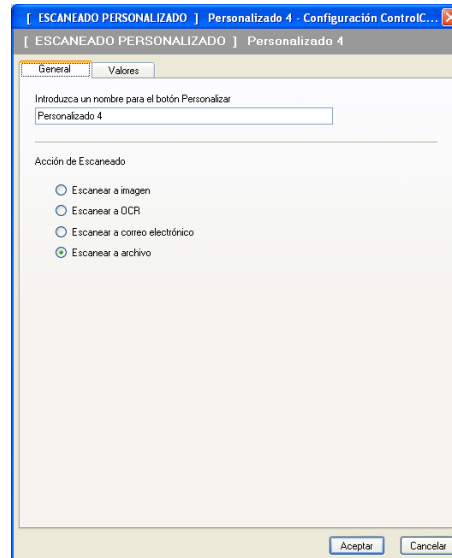 [ ESCANEADO PERSONALIZADO ] Personalizado 4 - Configuración ControlC...
[ ESCANEADO PERSONALIZADO ] Personalizado 4
General Valores
Introduzca un nombre para el botón Personalizar
Personalizado 4
Acción de Escaneado
Escanear a imagen
Escanear a OCR
Escanear a correo electrónico
Escanear a archivo
Aceptar Cancelar